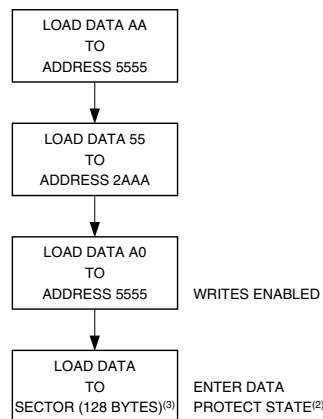 LOAD DATA AA
TO
ADDRESS 5555
LOAD DATA 55
TO
ADDRESS 2AAA
LOAD DATA A0
TO
ADDRESS 5555
WRITES ENABLED
LOAD DATA
TO
SECTOR (128 BYTES)(3)
ENTER DATA
PROTECT STATE(2)